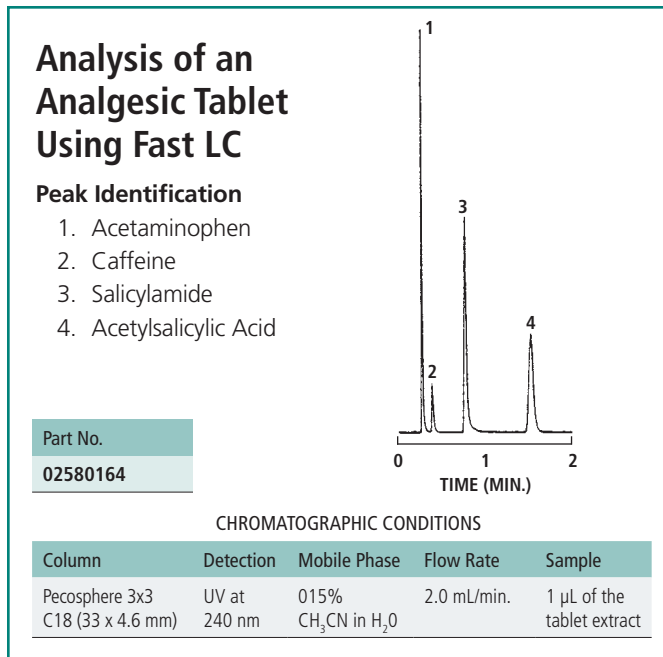 Analysis of an
Analgesic Tablet
Using Fast LC
Peak Identification
1. Acetaminophen
2. Caffeine
3. Salicylamide
4. Acetylsalicylic Acid
1
2
3
4
0 1 2
TIME (MIN.)
Part No.
02580164
CHROMATOGRAPHIC CONDITIONS
Column Detection Mobile Phase Flow Rate Sample
Pecosphere 3x3 UV at 015% 2.0 mL/min. 1 µL of the
C18 (33 x 4.6 mm) 240 nm CH₃CN in H₂0 tablet extract